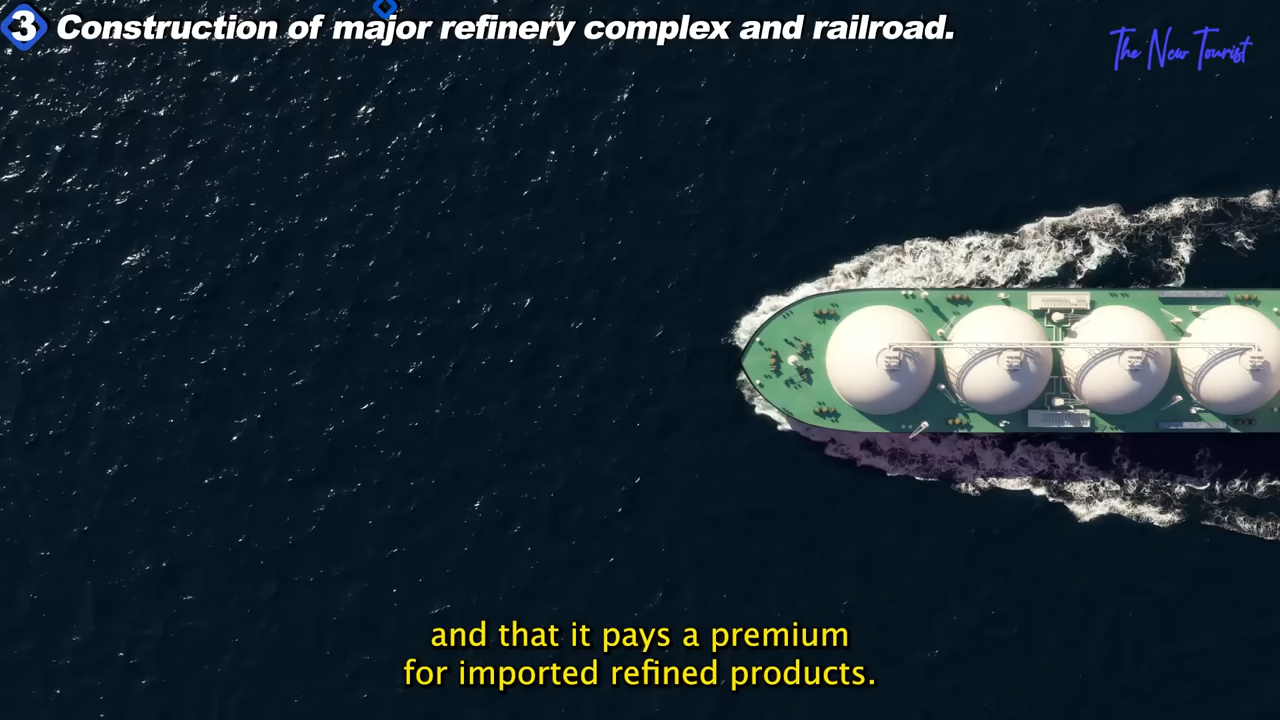 3 Construction of major refinery complex and railroad.
The New Tourist
and that it pays a premium
for imported refined products.